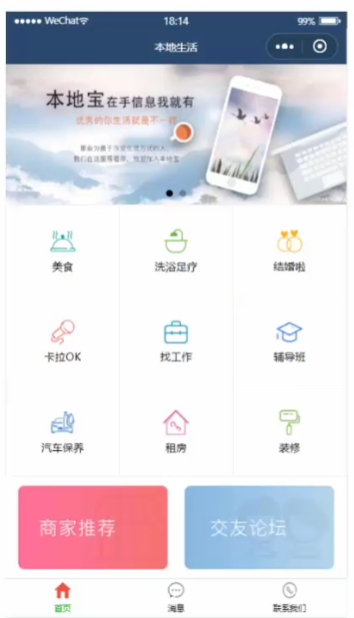 WeChat
18:14
99%
本地生活
本地宝在手信息我就有
优秀的你生活就是不一样
美食
洗浴足疗
结婚啦
卡拉OK
找工作
辅导班
汽车保养
租房
装修
商家推荐
交友论坛
首页
消息
联系我们